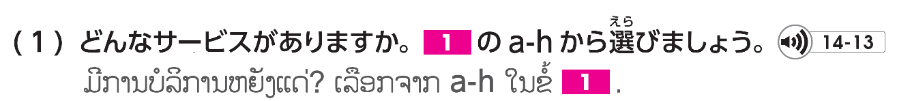 (1) どんなサービスがありますか。 1 の a-h から選びましょう。 14-13
えら
ມີການບໍລິການຫຍັງແດ່? ເລືອກຈາກ a-h ໃນຂໍ້ 1 .